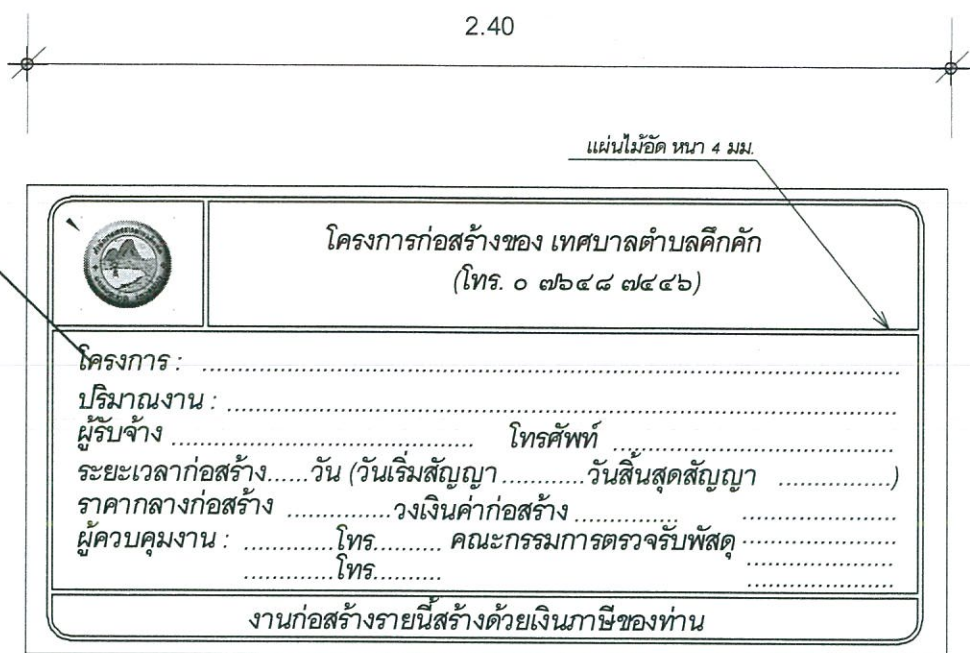 2.40
แผ่นไม้อัด หนา 4 มม.
โครงการก่อสร้างของ เทศบาลตำบลคึกคัก
(โทร. ๐ ๗๖๔๘ ๗๔๔๖)
โครงการ : ..........................................................................................
ปริมาณงาน : ......................................................................................
ผู้รับจ้าง ....................................... โทรศัพท์ ....................................
ระยะเวลาก่อสร้าง......วัน (วันเริ่มสัญญา ............วันสิ้นสุดสัญญา ................)
ราคากลางก่อสร้าง ...............วงเงินค่าก่อสร้าง ............... ......................
ผู้ควบคุมงาน : .............โทร.......... คณะกรรมการตรวจรับพัสดุ ......................
.............โทร.......... .....................
.....................
งานก่อสร้างรายนี้สร้างด้วยเงินภาษีของท่าน